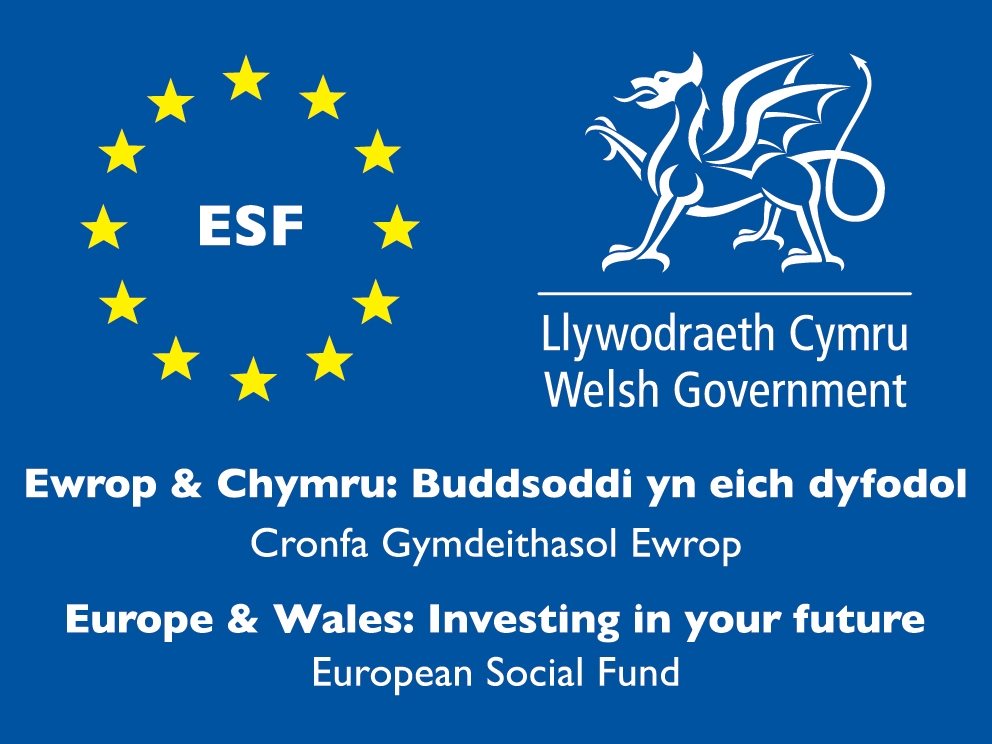 ESF
Llywodraeth Cymru
Welsh Government
Ewrop & Chymru: Buddsoddi yn eich dyfodol
Cronfa Gymdeithasol Ewrop
Europe & Wales: Investing in your future
European Social Fund